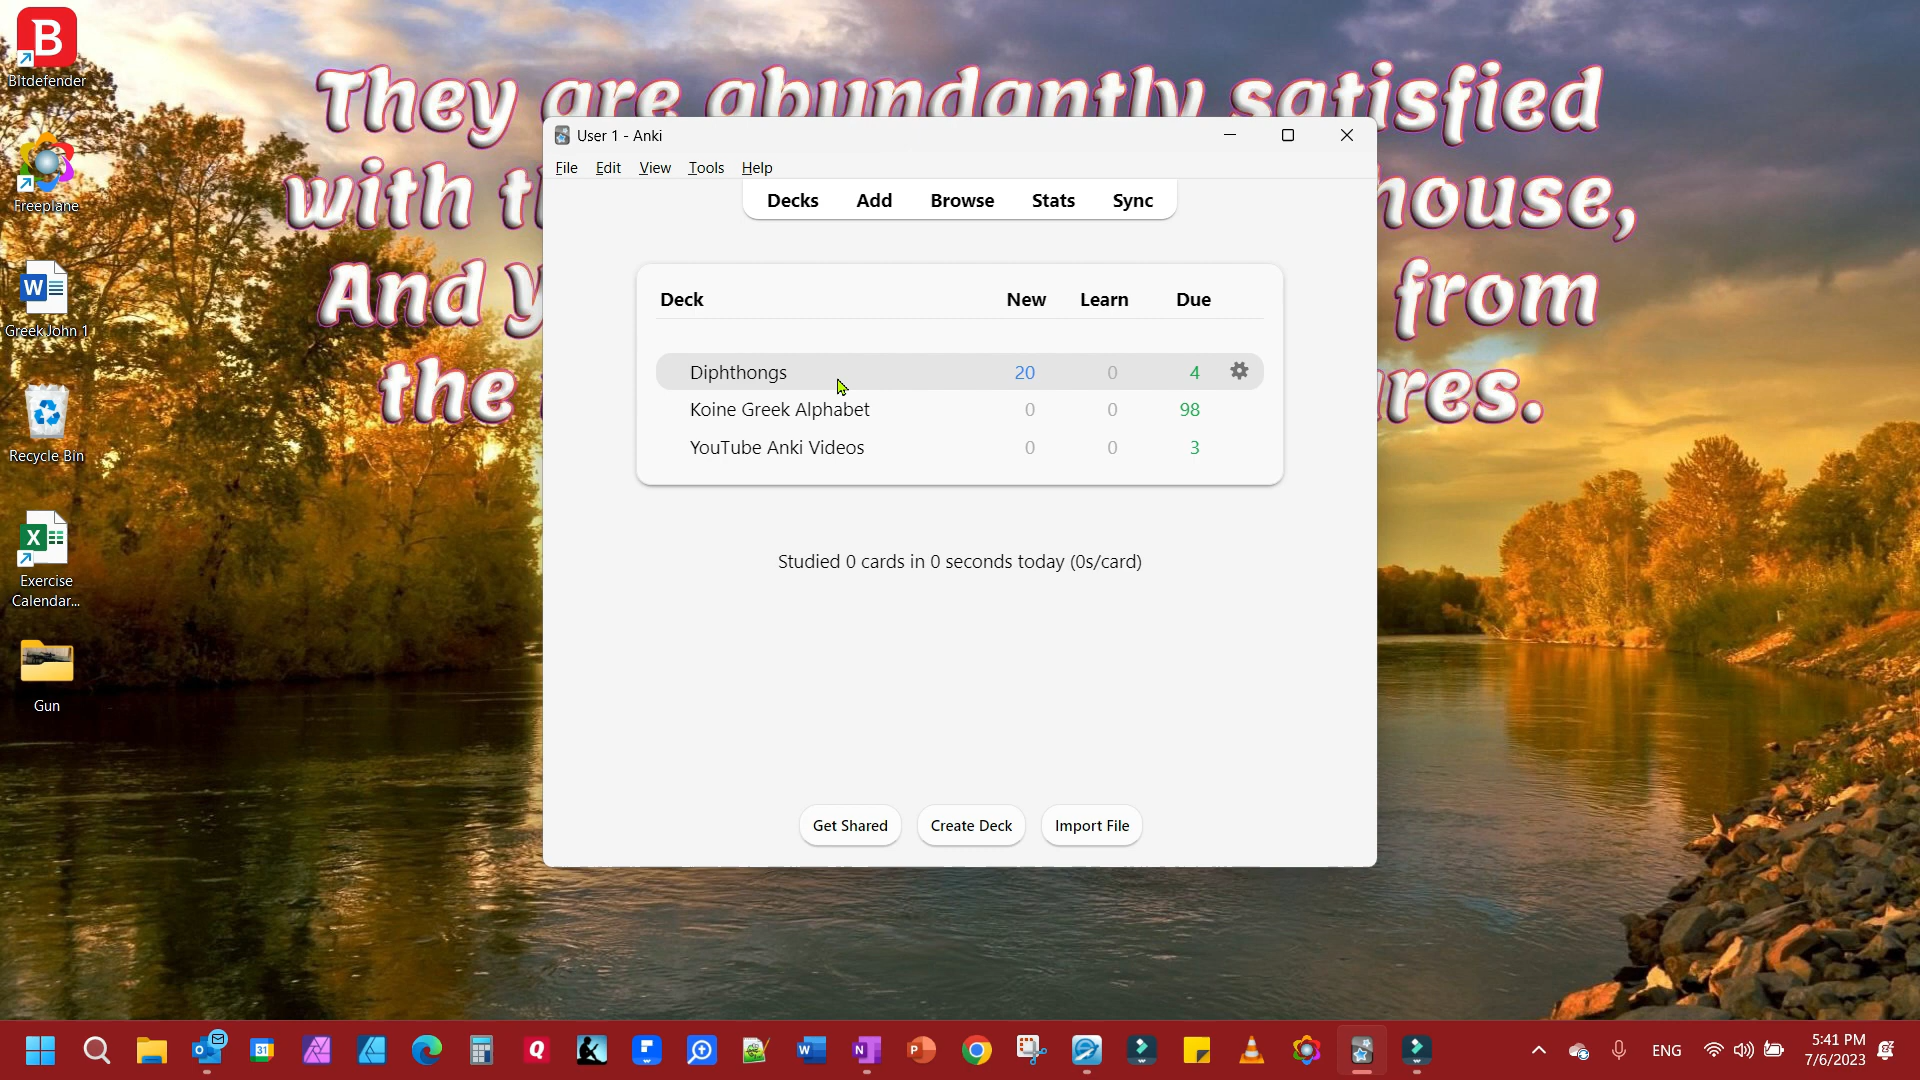 They are abundantly satisfied
with t
house,
And y
from
the
res.
Bitdefender
Freeplane
Greek John 1
Recycle Bin
Exercise
Calendar...
Gun
User 1 - Anki
File Edit View Tools Help
Decks Add Browse Stats Sync
Deck New Learn Due
Diphthongs 20 0 4
Koine Greek Alphabet 0 0 98
YouTube Anki Videos 0 0 3
Studied 0 cards in 0 seconds today (0s/card)
Get Shared Create Deck Import File
ENG
5:41 PM
7/6/2023